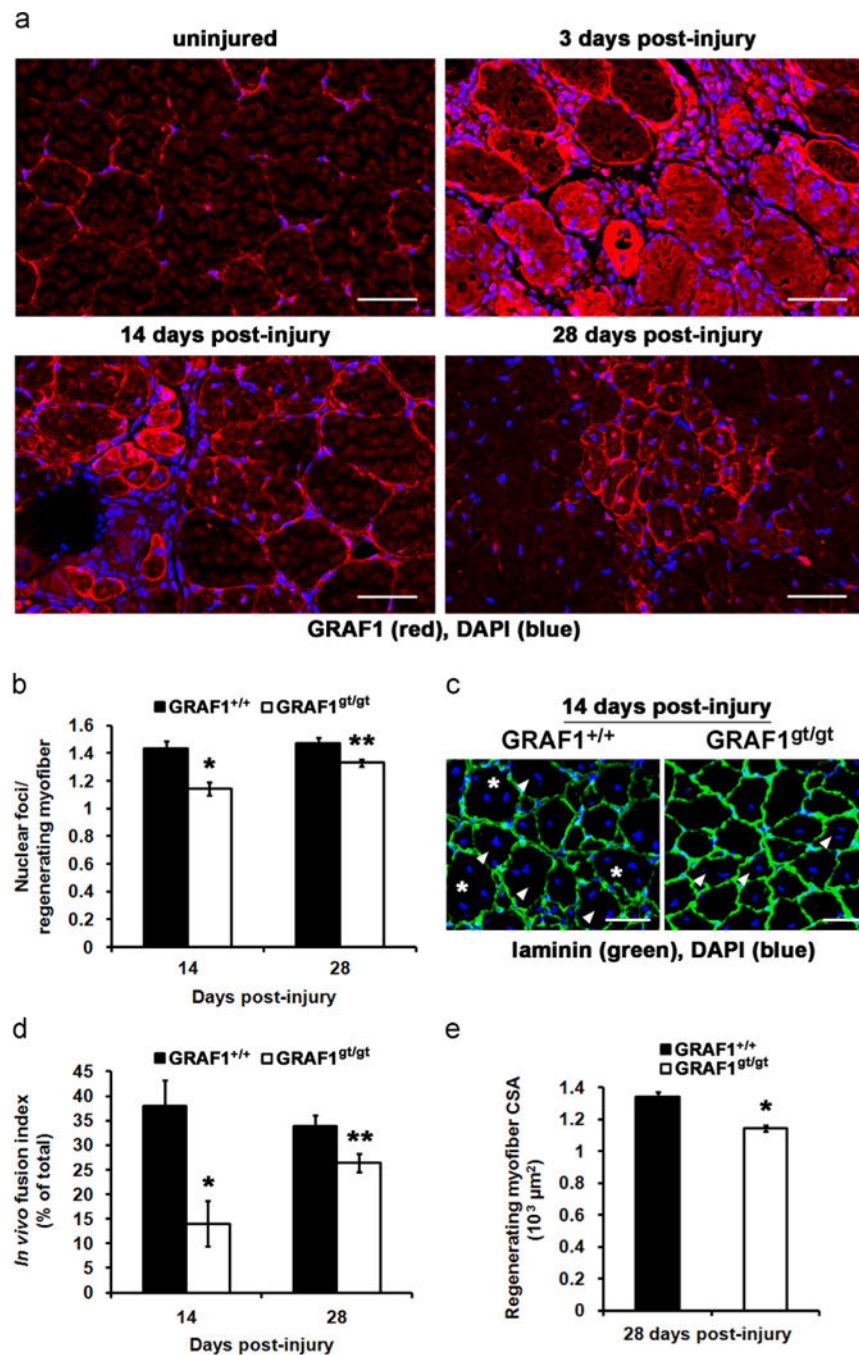 a
uninjured
3 days post-injury
14 days post-injury
28 days post-injury
GRAF1 (red), DAPI (blue)
b
GRAF1+/+ GRAF1gt/gt
Nuclear foci/
regenerating myofiber
1.6
1.4
1.2
1
0.8
0.6
0.4
0.2
0
*
**
14
28
Days post-injury
c
14 days post-injury
GRAF1+/+
GRAF1gt/gt
*
*
*
laminin (green), DAPI (blue)
d
GRAF1+/+ GRAF1gt/gt
In vivo fusion index
(% of total)
45
40
35
30
25
20
15
10
5
0
*
**
14
28
Days post-injury
e
GRAF1+/+
GRAF1gt/gt
Regenerating myofiber CSA
(10³ µm²)
1.4
1.2
1
0.8
0.6
0.4
0.2
0
*
28 days post-injury